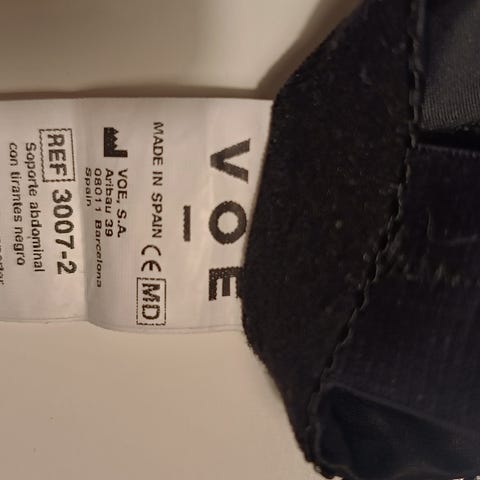 VOE
MADE IN SPAIN CE MD
VOE, S.A.
Aribau 39
08011 Barcelona
Spain
REF 3007-2
Soporte abdominal
con tirantes negro